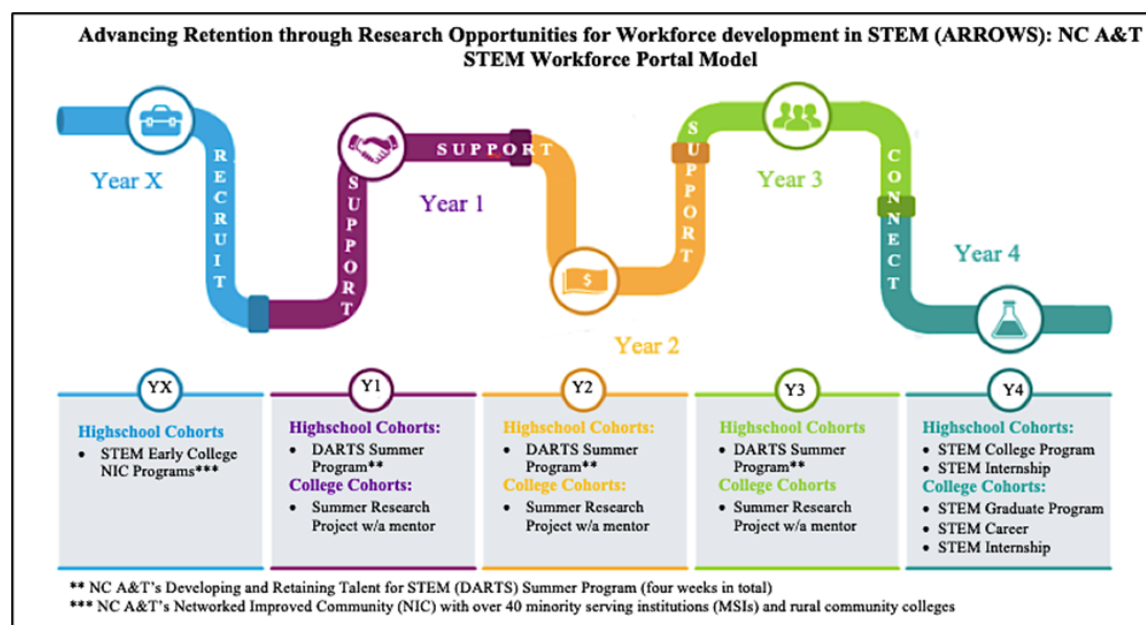 Advancing Retention through Research Opportunities for Workforce development in STEM (ARROWS): NC A&T
STEM Workforce Portal Model
Year X
RECRUIT
SUPPORT
Year 1
SUPPORT
Year 2
SUPPORT
$
Year 3
CONNECT
Year 4
YX
Highschool Cohorts
• STEM Early College
NIC Programs***
Y1
Highschool Cohorts:
• DARTS Summer
Program**
College Cohorts:
• Summer Research
Project w/a mentor
Y2
Highschool Cohorts:
• DARTS Summer
Program**
College Cohorts:
• Summer Research
Project w/a mentor
Y3
Highschool Cohorts
• DARTS Summer
Program**
College Cohorts
• Summer Research
Project w/a mentor
Y4
Highschool Cohorts:
• STEM College Program
• STEM Internship
College Cohorts:
• STEM Graduate Program
• STEM Career
• STEM Internship
** NC A&T's Developing and Retaining Talent for STEM (DARTS) Summer Program (four weeks in total)
*** NC A&T's Networked Improved Community (NIC) with over 40 minority serving institutions (MSIs) and rural community colleges